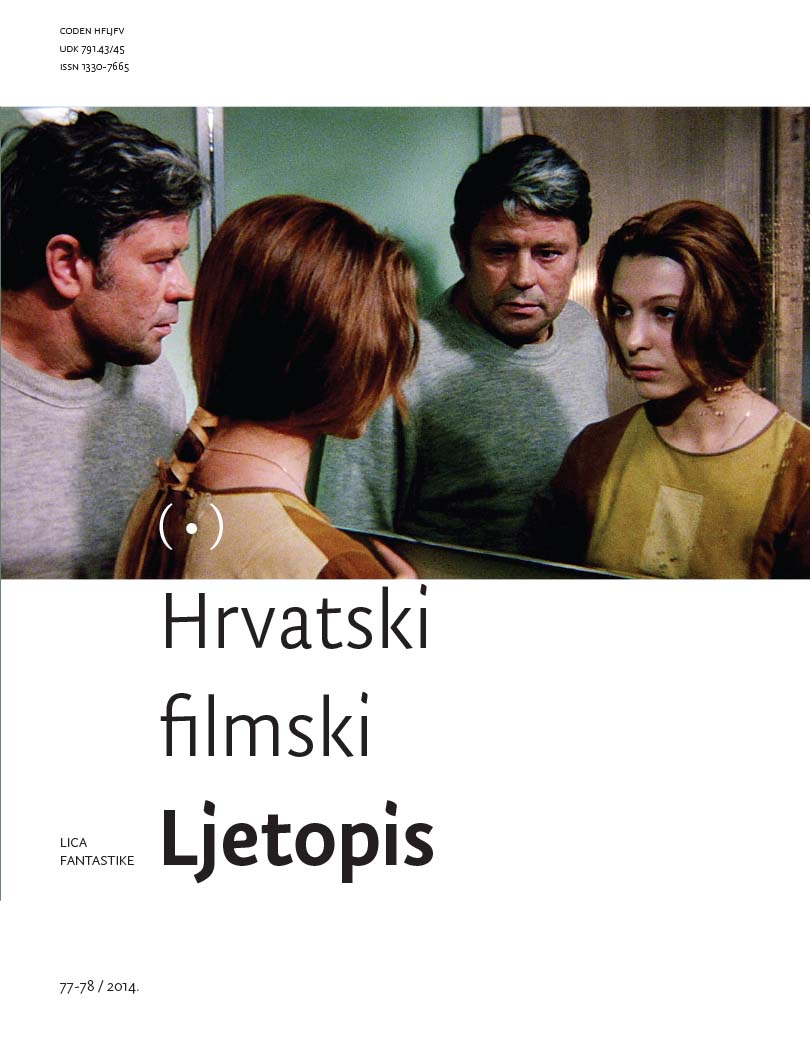 CODEN HFLJFV
UDK 791.43/45
ISSN 1330-7665
Hrvatski
filmski
Ljetopis
LICA
FANTASTIKE
77-78 / 2014.